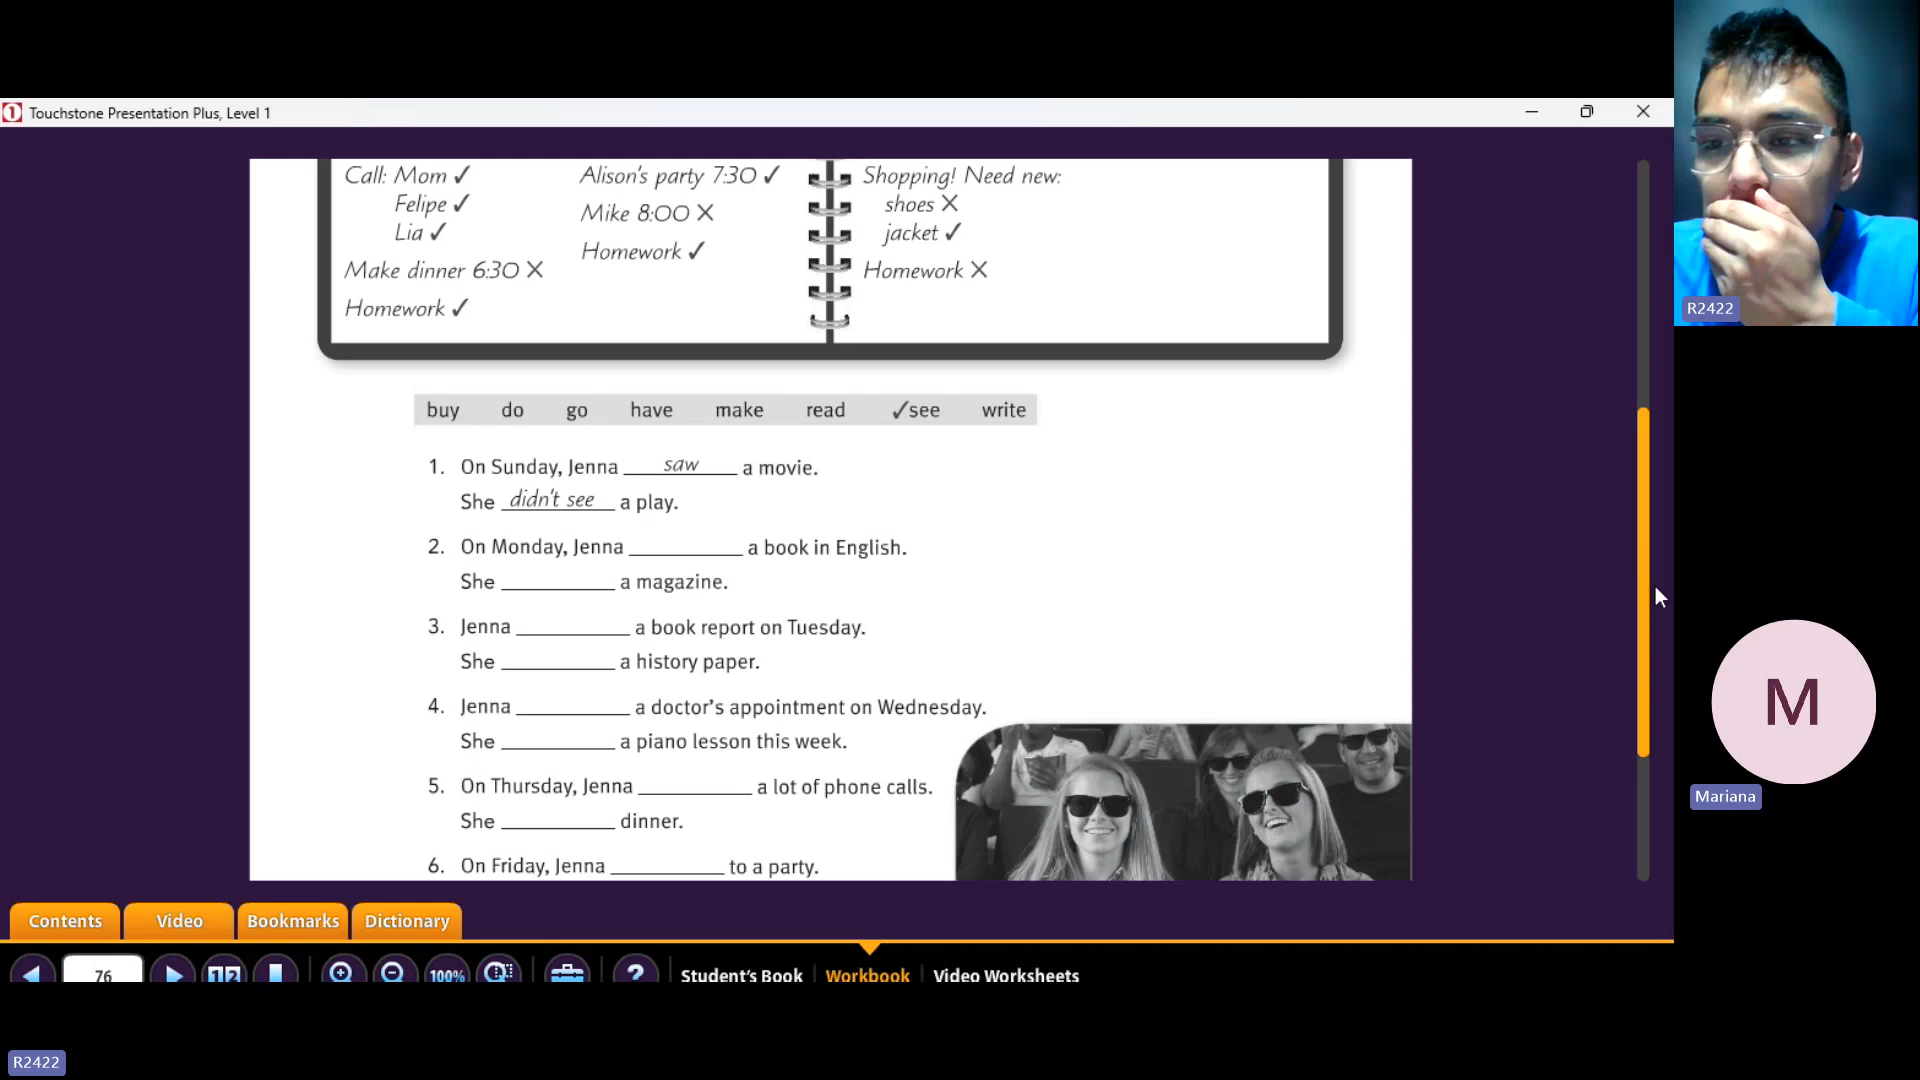 Touchstone Presentation Plus, Level 1
Call: Mom ✓
Felipe ✓
Lia ✓
Make dinner 6:30 X
Homework ✓
Alison's party 7:30 ✓
Mike 8:00 X
Homework ✓
Shopping! Need new:
shoes X
jacket ✓
Homework X
buy do go have make read ✓see write
1. On Sunday, Jenna saw a movie.
She didn't see a play.
2. On Monday, Jenna __________ a book in English.
She __________ a magazine.
3. Jenna __________ a book report on Tuesday.
She __________ a history paper.
4. Jenna __________ a doctor's appointment on Wednesday.
She __________ a piano lesson this week.
5. On Thursday, Jenna __________ a lot of phone calls.
She __________ dinner.
6. On Friday, Jenna __________ to a party.
Contents Video Bookmarks Dictionary
76 12 100% ? Student's Book Workbook Video Worksheets
R2422
M
Mariana
R2422